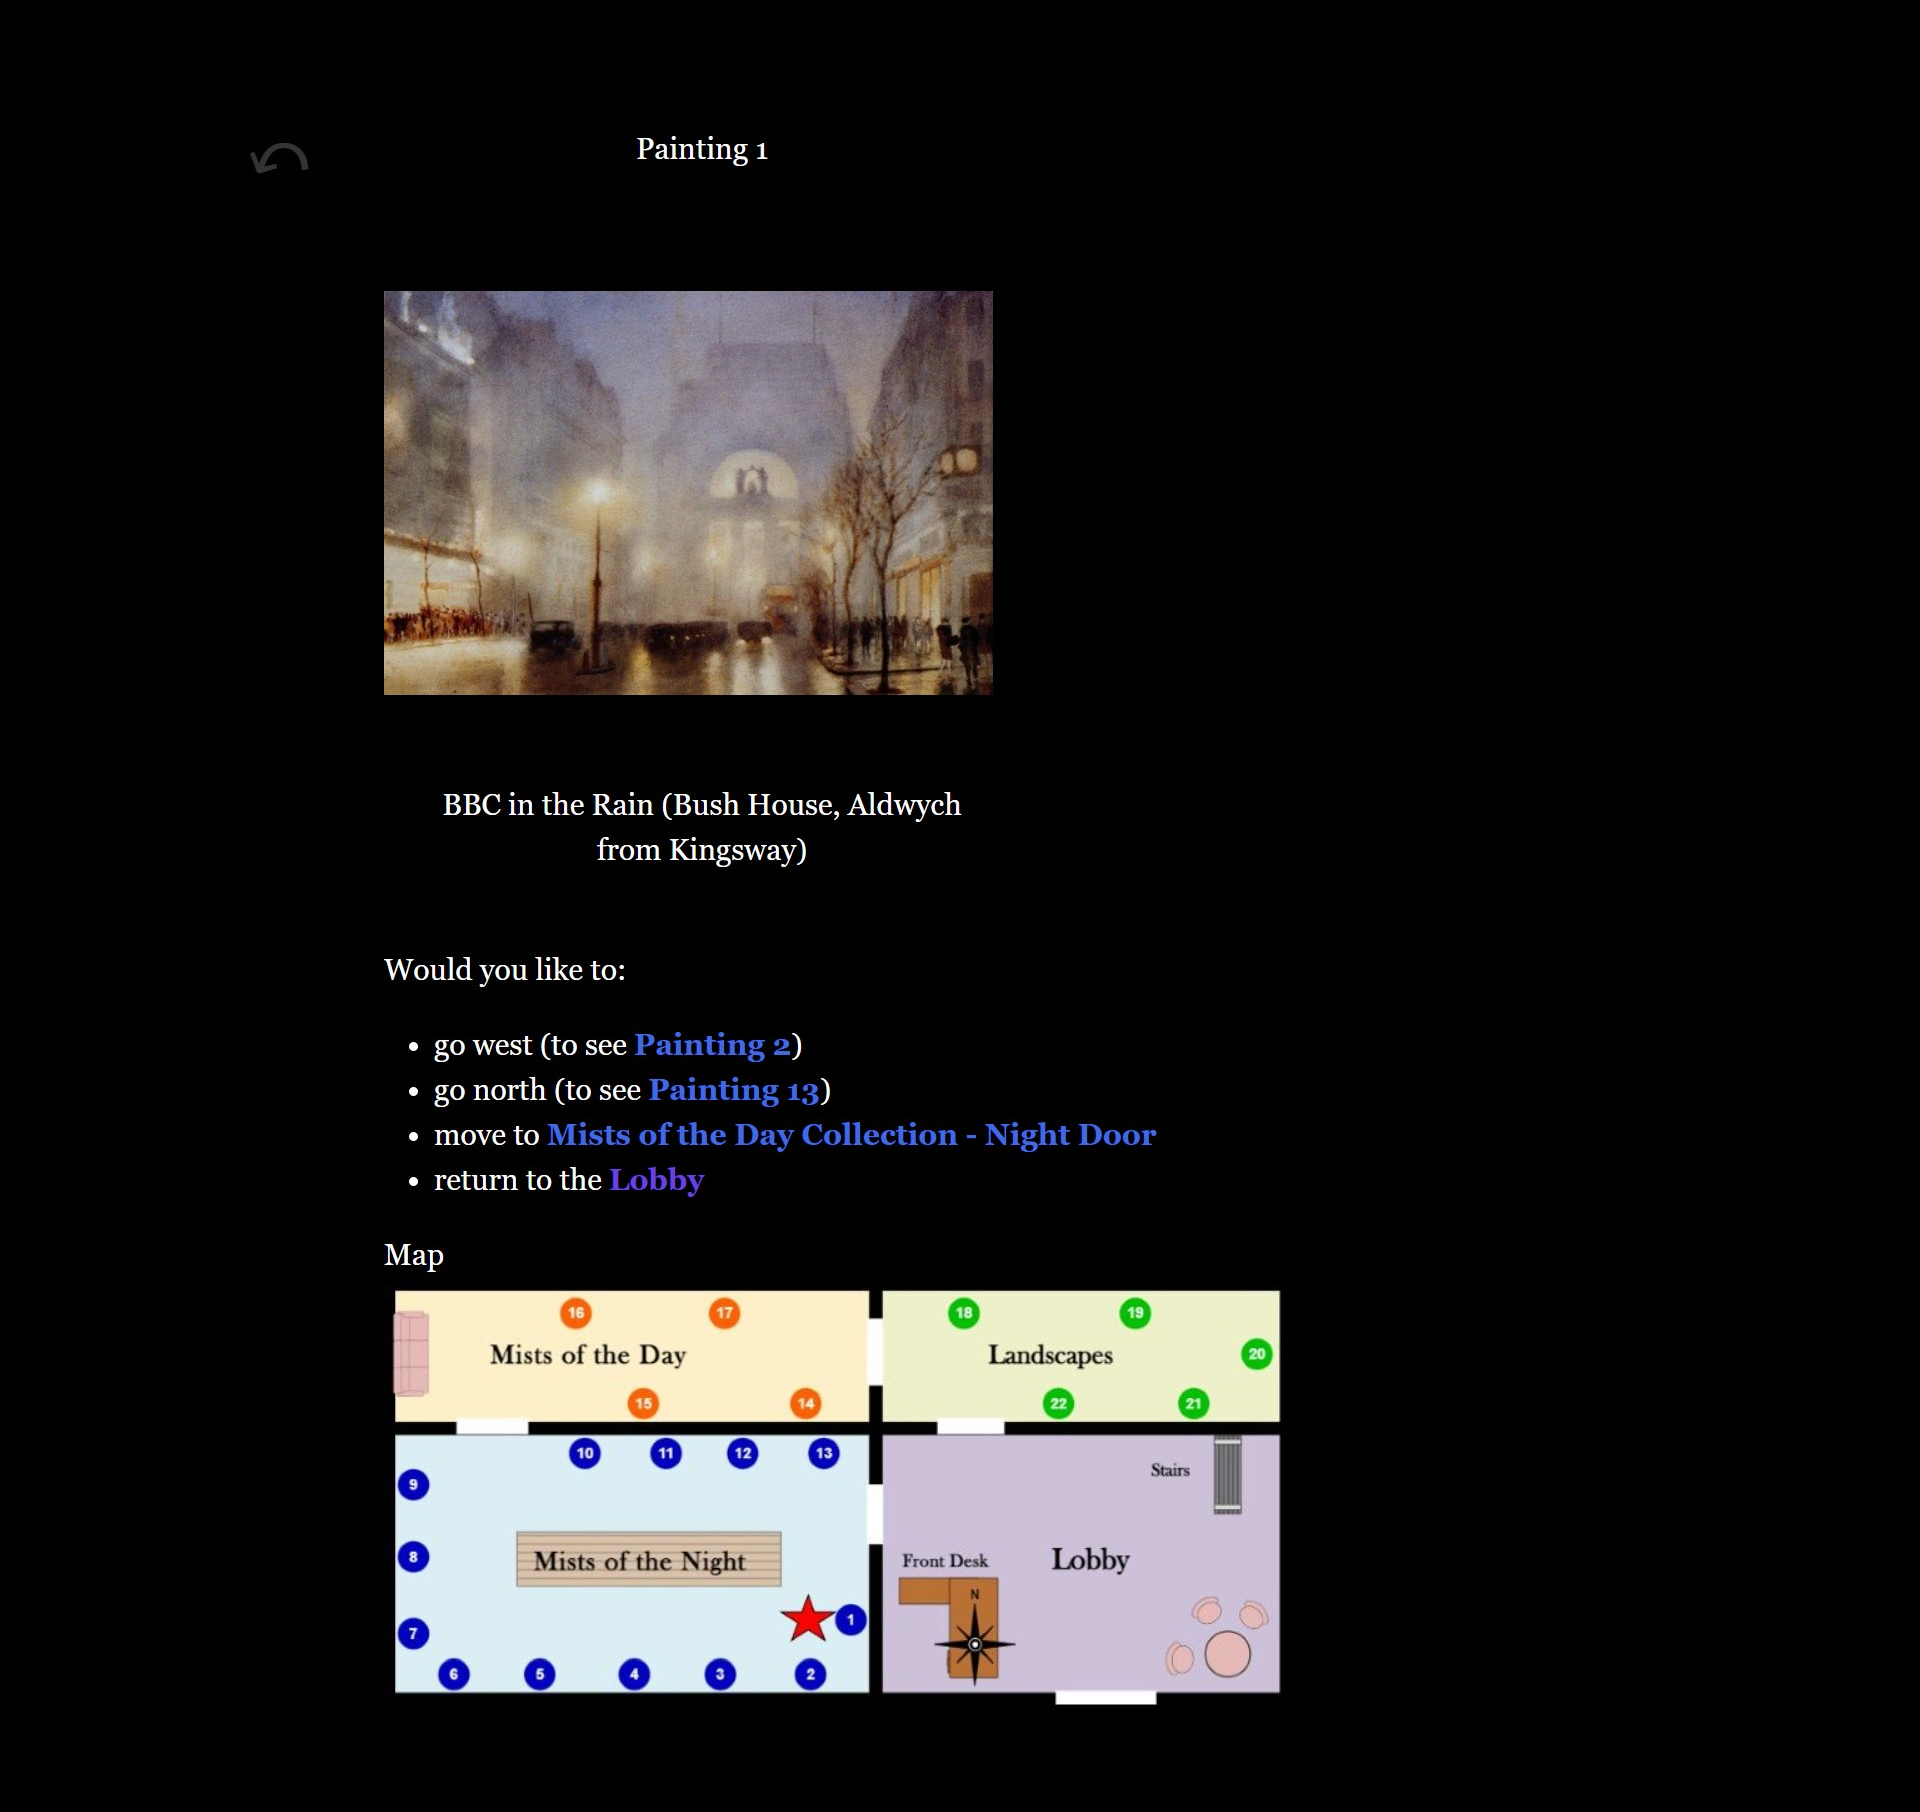 Painting 1
BBC in the Rain (Bush House, Aldwych
from Kingsway)
Would you like to:
• go west (to see Painting 2)
• go north (to see Painting 13)
• move to Mists of the Day Collection - Night Door
• return to the Lobby
Map
16
17
18
19
Mists of the Day
Landscapes
20
15
14
22
21
10
11
12
13
Stairs
9
8
Mists of the Night
Front Desk
Lobby
N
1
7
6
5
4
3
2